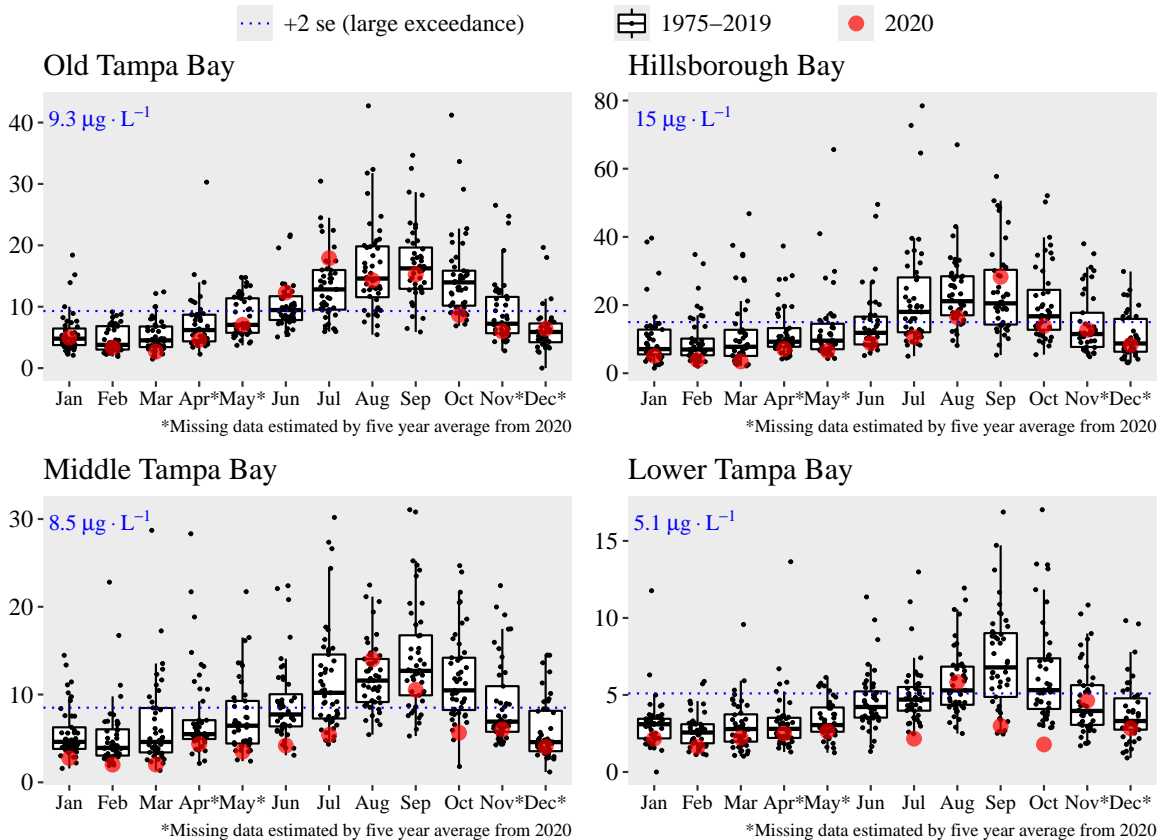 +2 se (large exceedance) 1975–2019 2020
Old Tampa Bay
9.3 μg · L⁻¹
40
30
20
10
0
Jan Feb Mar Apr* May* Jun Jul Aug Sep Oct Nov* Dec*
*Missing data estimated by five year average from 2020
Hillsborough Bay
15 μg · L⁻¹
80
60
40
20
0
Jan Feb Mar Apr* May* Jun Jul Aug Sep Oct Nov* Dec*
*Missing data estimated by five year average from 2020
Middle Tampa Bay
8.5 μg · L⁻¹
30
20
10
0
Jan Feb Mar Apr* May* Jun Jul Aug Sep Oct Nov* Dec*
*Missing data estimated by five year average from 2020
Lower Tampa Bay
5.1 μg · L⁻¹
15
10
5
0
Jan Feb Mar Apr* May* Jun Jul Aug Sep Oct Nov* Dec*
*Missing data estimated by five year average from 2020